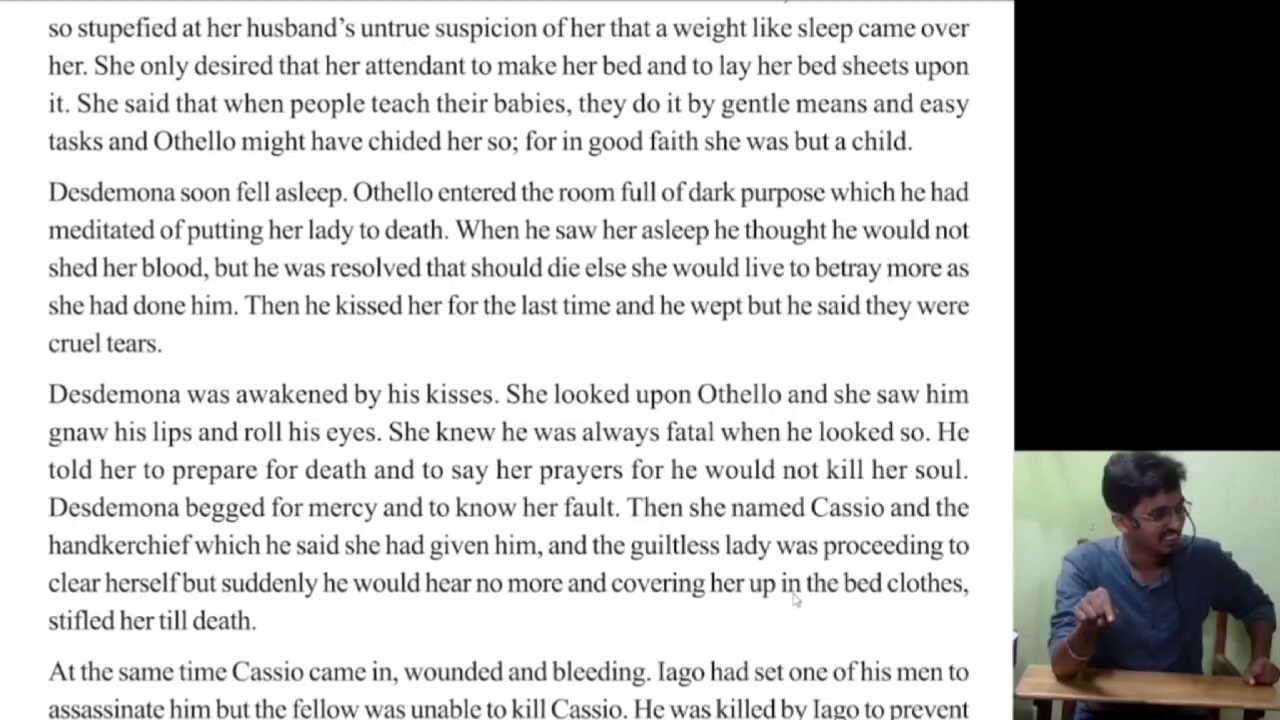 so stupefied at her husband’s untrue suspicion of her that a weight like sleep came over
her. She only desired that her attendant to make her bed and to lay her bed sheets upon
it. She said that when people teach their babies, they do it by gentle means and easy
tasks and Othello might have chided her so; for in good faith she was but a child.
Desdemona soon fell asleep. Othello entered the room full of dark purpose which he had
meditated of putting her lady to death. When he saw her asleep he thought he would not
shed her blood, but he was resolved that should die else she would live to betray more as
she had done him. Then he kissed her for the last time and he wept but he said they were
cruel tears.
Desdemona was awakened by his kisses. She looked upon Othello and she saw him
gnaw his lips and roll his eyes. She knew he was always fatal when he looked so. He
told her to prepare for death and to say her prayers for he would not kill her soul.
Desdemona begged for mercy and to know her fault. Then she named Cassio and the
handkerchief which he said she had given him, and the guiltless lady was proceeding to
clear herself but suddenly he would hear no more and covering her up in the bed clothes,
stifled her till death.
At the same time Cassio came in, wounded and bleeding. Iago had set one of his men to
assassinate him but the fellow was unable to kill Cassio. He was killed by Iago to prevent